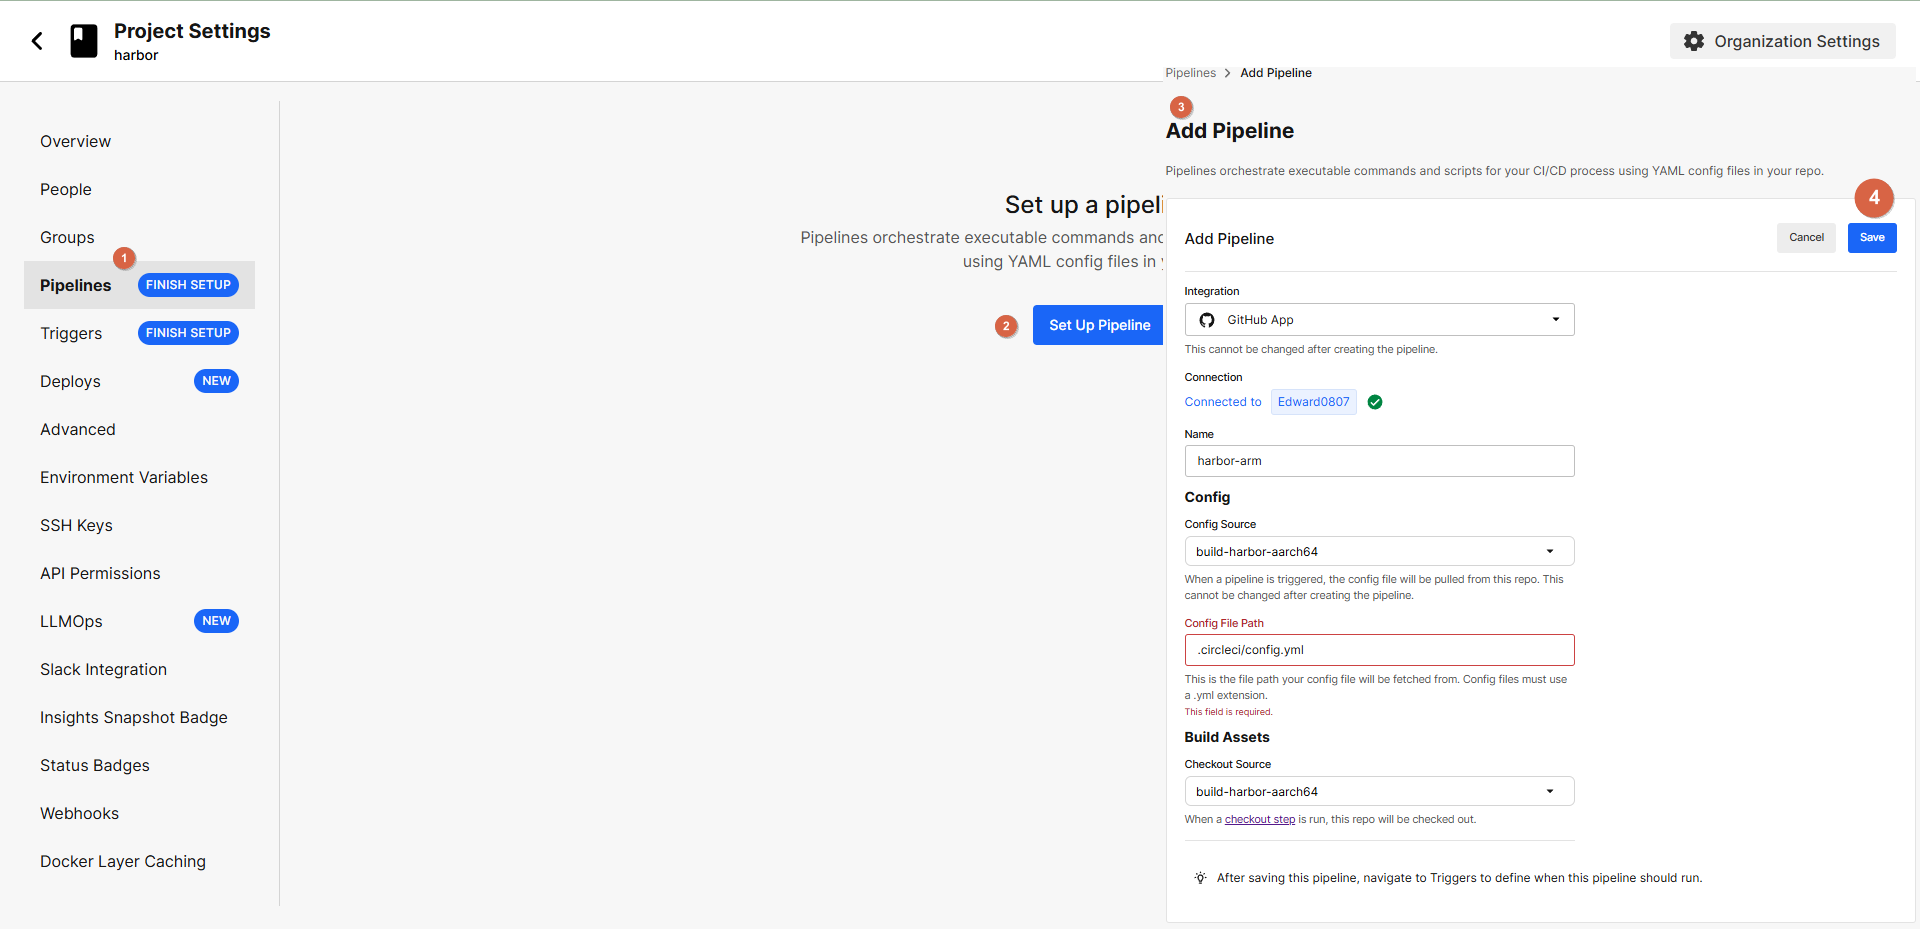 Project Settings
harbor
Organization Settings
Overview
People
Groups
1
Pipelines FINISH SETUP
Triggers FINISH SETUP
Deploys NEW
Advanced
Environment Variables
SSH Keys
API Permissions
LLMOps NEW
Slack Integration
Insights Snapshot Badge
Status Badges
Webhooks
Docker Layer Caching
Set up a pipeli
Pipelines orchestrate executable commands and
using YAML config files in
2 Set Up Pipeline
Pipelines > Add Pipeline
3
Add Pipeline
Pipelines orchestrate executable commands and scripts for your CI/CD process using YAML config files in your repo.
4
Add Pipeline
Cancel Save
Integration
GitHub App
This cannot be changed after creating the pipeline.
Connection
Connected to Edward0807
Name
harbor-arm
Config
Config Source
build-harbor-aarch64
When a pipeline is triggered, the config file will be pulled from this repo. This
cannot be changed after creating the pipeline.
Config File Path
.circleci/config.yml
This is the file path your config file will be fetched from. Config files must use
a .yml extension.
This field is required.
Build Assets
Checkout Source
build-harbor-aarch64
When a checkout step is run, this repo will be checked out.
After saving this pipeline, navigate to Triggers to define when this pipeline should run.